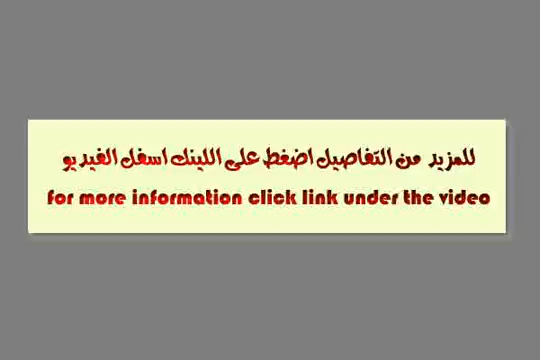 للمزيد من التفاصيل اضغط على اللينك اسفل الفيديو
for more information click link under the video